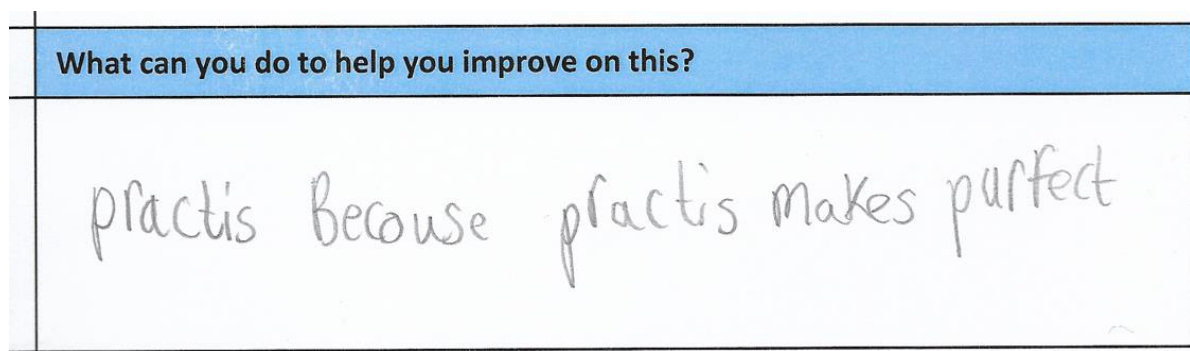 What can you do to help you improve on this?
practis Becouse practis makes purfect